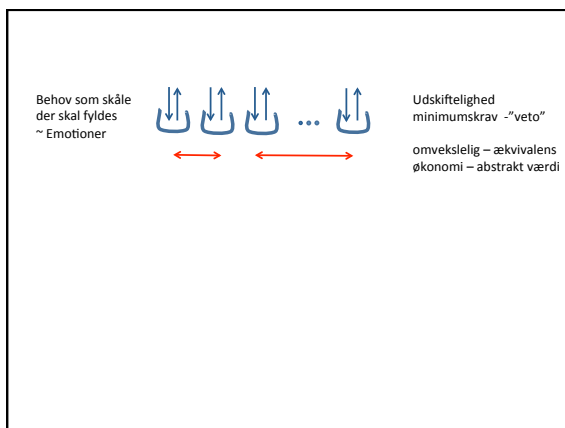 Behov som skåle
der skal fyldes
~ Emotioner
...
Udskiftelighed
minimumskrav -”veto”
omvekslelig – ækvivalens
økonomi – abstrakt værdi